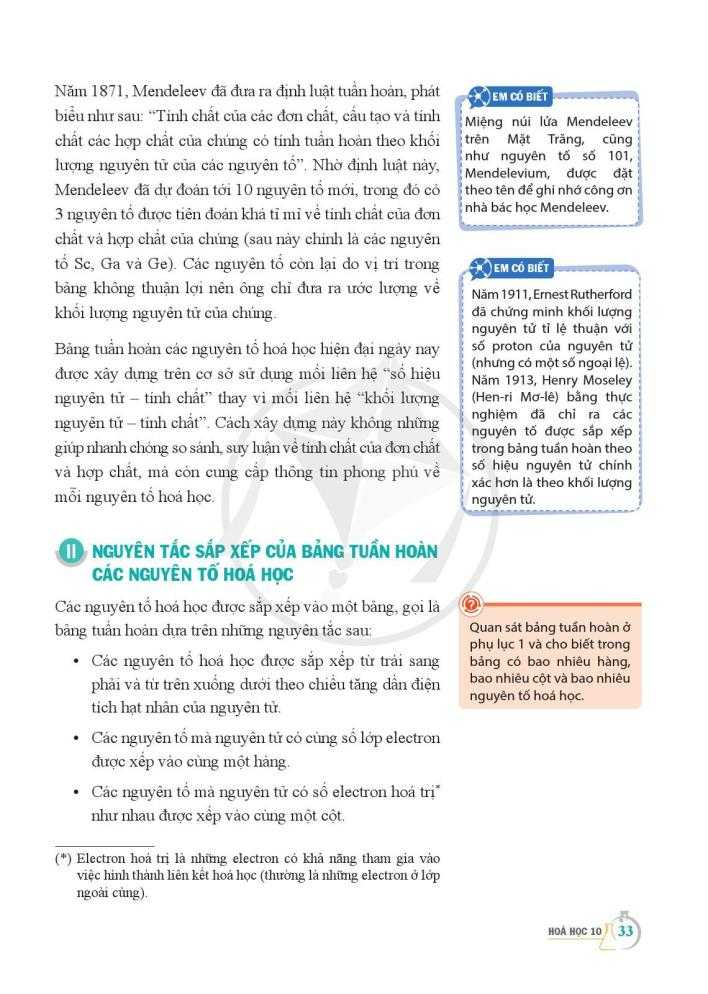 Năm 1871, Mendeleev đã đưa ra định luật tuần hoàn, phát
biểu như sau: “Tính chất của các đơn chất, cấu tạo và tính
chất các hợp chất của chúng có tính tuần hoàn theo khối
lượng nguyên tử của các nguyên tố”. Nhờ định luật này,
Mendeleev đã dự đoán tới 10 nguyên tố mới, trong đó có
3 nguyên tố được tiên đoán khá tỉ mỉ về tính chất của đơn
chất và hợp chất của chúng (sau này chính là các nguyên
tố Sc, Ga và Ge). Các nguyên tố còn lại do vị trí trong
bảng không thuận lợi nên ông chỉ đưa ra ước lượng về
khối lượng nguyên tử của chúng.
Bảng tuần hoàn các nguyên tố hoá học hiện đại ngày nay
được xây dựng trên cơ sở sử dụng mối liên hệ “số hiệu
nguyên tử – tính chất” thay vì mối liên hệ “khối lượng
nguyên tử – tính chất”. Cách xây dựng này không những
giúp nhanh chóng so sánh, suy luận về tính chất của đơn chất
và hợp chất, mà còn cung cấp thông tin phong phú về
mỗi nguyên tố hoá học.
EM CÓ BIẾT
Miệng núi lửa Mendeleev
trên Mặt Trăng, cũng
như nguyên tố số 101,
Mendelevium, được đặt
theo tên để ghi nhớ công ơn
nhà bác học Mendeleev.
EM CÓ BIẾT
Năm 1911, Ernest Rutherford
đã chứng minh khối lượng
nguyên tử tỉ lệ thuận với
số proton của nguyên tử
(nhưng có một số ngoại lệ).
Năm 1913, Henry Moseley
(Hen-ri Mơ-lê) bằng thực
nghiệm đã chỉ ra các
nguyên tố được sắp xếp
trong bảng tuần hoàn theo
số hiệu nguyên tử chính
xác hơn là theo khối lượng
nguyên tử.
II NGUYÊN TẮC SẮP XẾP CỦA BẢNG TUẦN HOÀN
CÁC NGUYÊN TỐ HOÁ HỌC
Các nguyên tố hoá học được sắp xếp vào một bảng, gọi là
bảng tuần hoàn dựa trên những nguyên tắc sau:
• Các nguyên tố hoá học được sắp xếp từ trái sang
phải và từ trên xuống dưới theo chiều tăng dần điện
tích hạt nhân của nguyên tử.
• Các nguyên tố mà nguyên tử có cùng số lớp electron
được xếp vào cùng một hàng.
• Các nguyên tố mà nguyên tử có số electron hoá trị*
như nhau được xếp vào cùng một cột.
?
Quan sát bảng tuần hoàn ở
phụ lục 1 và cho biết trong
bảng có bao nhiêu hàng,
bao nhiêu cột và bao nhiêu
nguyên tố hoá học.
(*) Electron hoá trị là những electron có khả năng tham gia vào
việc hình thành liên kết hoá học (thường là những electron ở lớp
ngoài cùng).
HOÁ HỌC 10 33